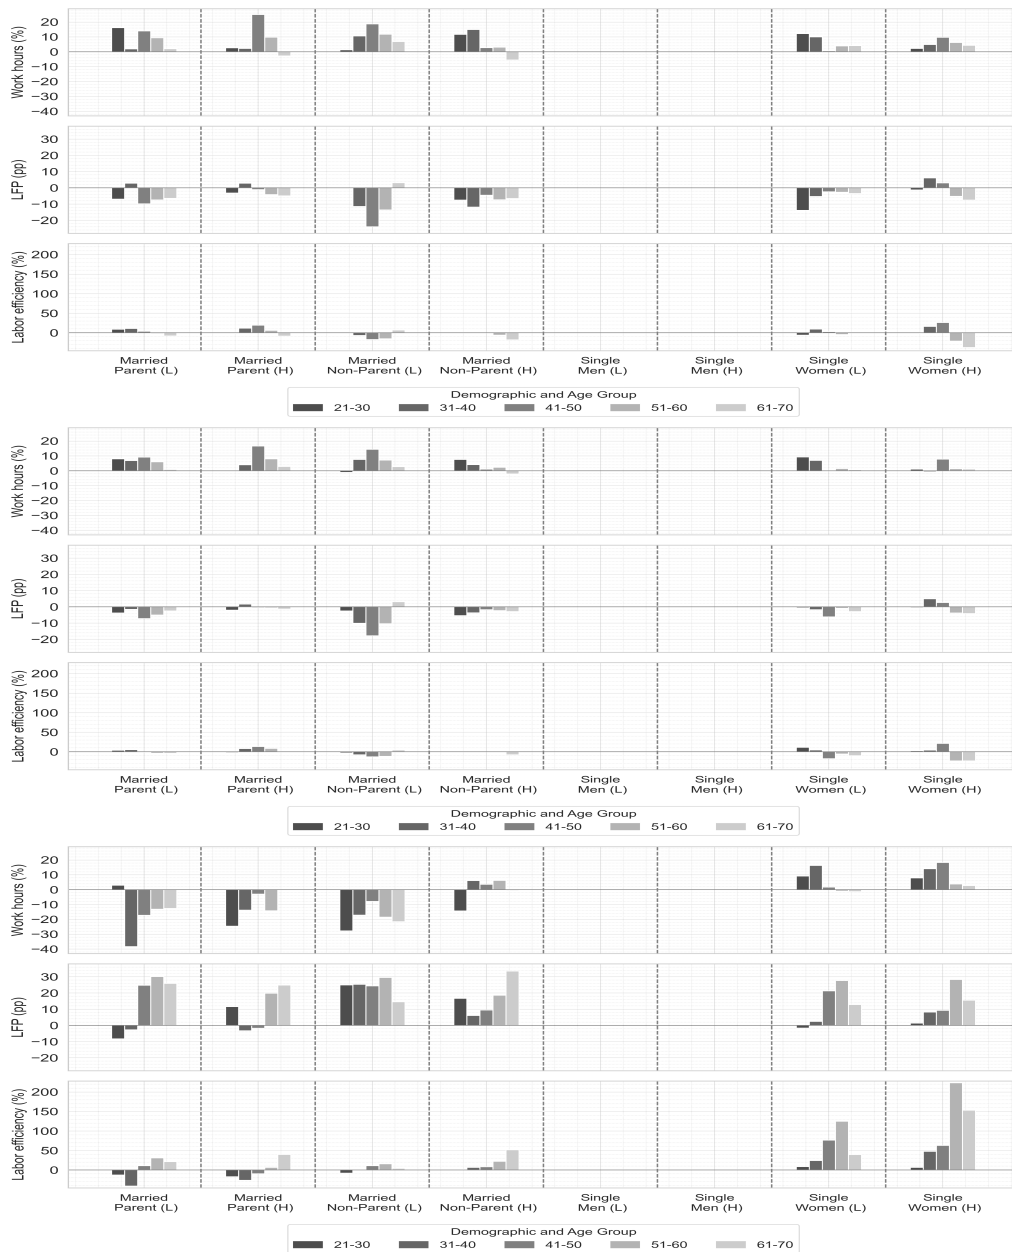 Work hours (%)
20
10
0
−10
−20
−30
−40
LFP (pp)
30
20
10
0
−10
−20
Labor efficiency (%)
200
150
100
50
0
Married Married Married Married Single Single Single Single
Parent (L) Parent (H) Non-Parent (L) Non-Parent (H) Men (L) Men (H) Women (L) Women (H)
Demographic and Age Group
21-30 31-40 41-50 51-60 61-70
Work hours (%)
20
10
0
−10
−20
−30
−40
LFP (pp)
30
20
10
0
−10
−20
Labor efficiency (%)
200
150
100
50
0
Married Married Married Married Single Single Single Single
Parent (L) Parent (H) Non-Parent (L) Non-Parent (H) Men (L) Men (H) Women (L) Women (H)
Demographic and Age Group
21-30 31-40 41-50 51-60 61-70
Work hours (%)
20
10
0
−10
−20
−30
−40
LFP (pp)
30
20
10
0
−10
−20
Labor efficiency (%)
200
150
100
50
0
Married Married Married Married Single Single Single Single
Parent (L) Parent (H) Non-Parent (L) Non-Parent (H) Men (L) Men (H) Women (L) Women (H)
Demographic and Age Group
21-30 31-40 41-50 51-60 61-70